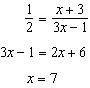 1/2 = (x + 3)/(3x − 1)
3x − 1 = 2x + 6
x = 7